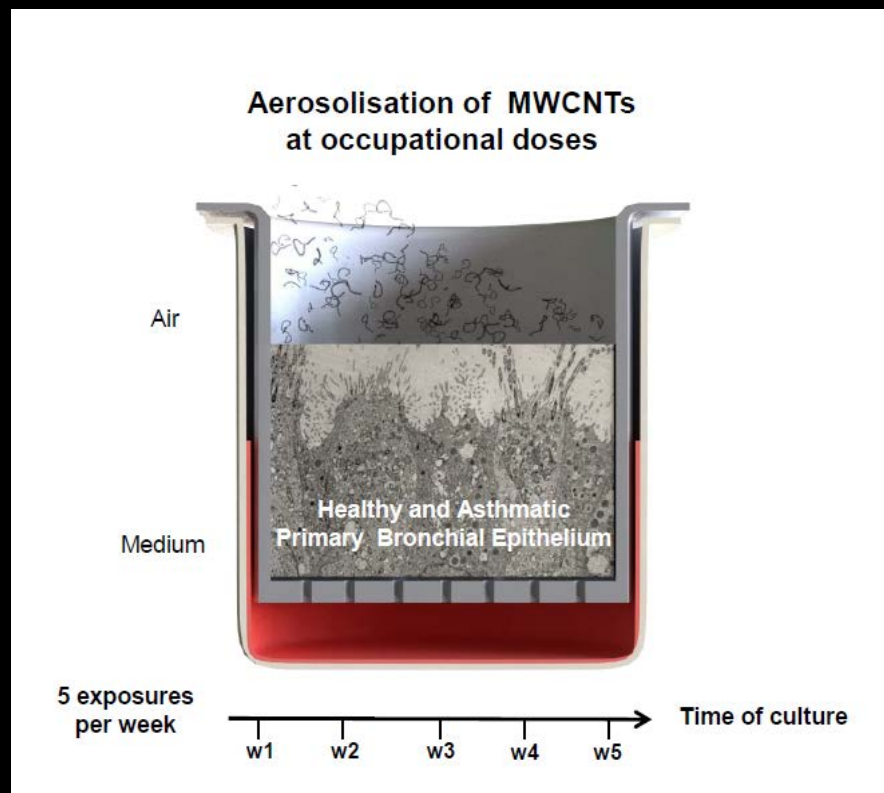 Aerosolisation of MWCNTs
at occupational doses
Air
Healthy and Asthmatic
Primary Bronchial Epithelium
Medium
5 exposures
per week
w1 w2 w3 w4 w5
Time of culture